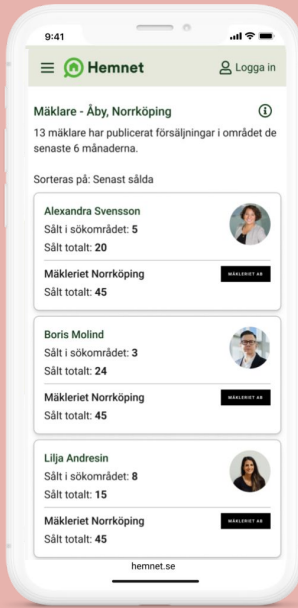 9:41
Hemnet
Logga in
Mäklare - Åby, Norrköping
13 mäklare har publicerat försäljningar i området de
senaste 6 månaderna.
Sorteras på: Senast sålda
Alexandra Svensson
Sålt i sökområdet: 5
Sålt totalt: 20
Mäkleriet Norrköping
MÄKLERIET AB
Sålt totalt: 45
Boris Molind
Sålt i sökområdet: 3
Sålt totalt: 24
Mäkleriet Norrköping
MÄKLERIET AB
Sålt totalt: 45
Lilja Andresin
Sålt i sökområdet: 8
Sålt totalt: 15
Mäkleriet Norrköping
MÄKLERIET AB
Sålt totalt: 45
hemnet.se